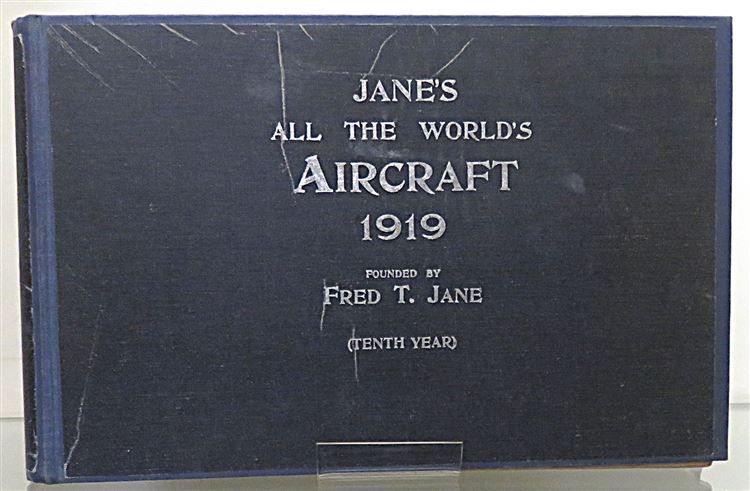 JANE'S
ALL THE WORLD'S
AIRCRAFT
1919
FOUNDED BY
FRED T. JANE
(TENTH YEAR)